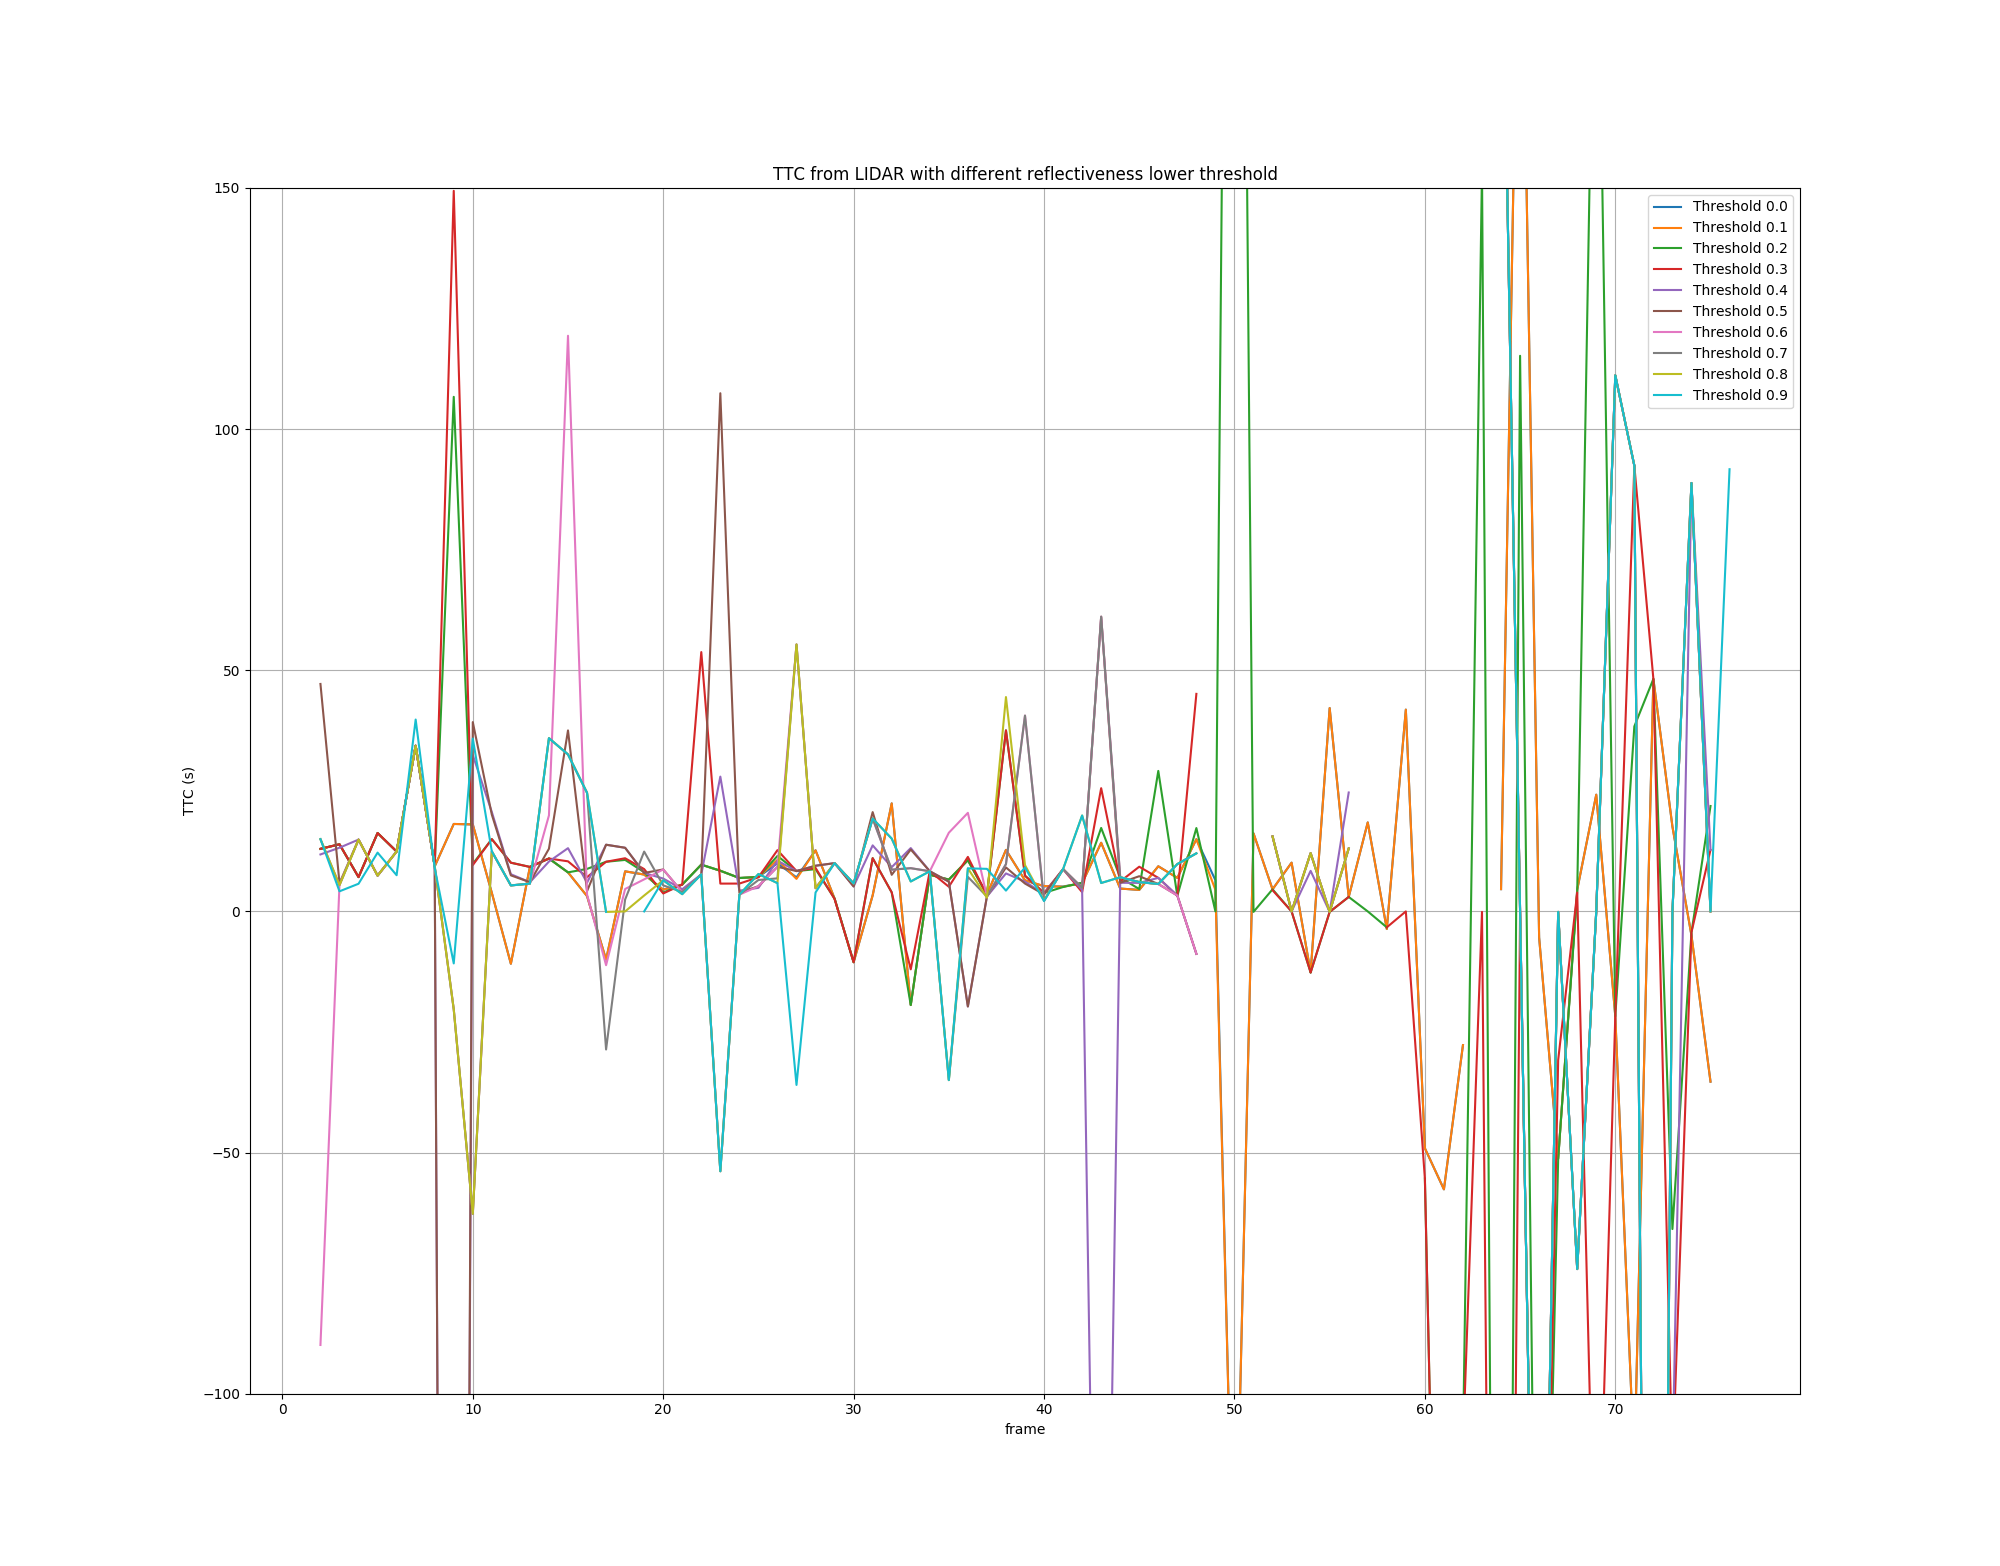 TTC from LIDAR with different reflectiveness lower threshold
150
100
50
0
−50
−100
TTC (s)
Threshold 0.0
Threshold 0.1
Threshold 0.2
Threshold 0.3
Threshold 0.4
Threshold 0.5
Threshold 0.6
Threshold 0.7
Threshold 0.8
Threshold 0.9
0 10 20 30 40 50 60 70
frame